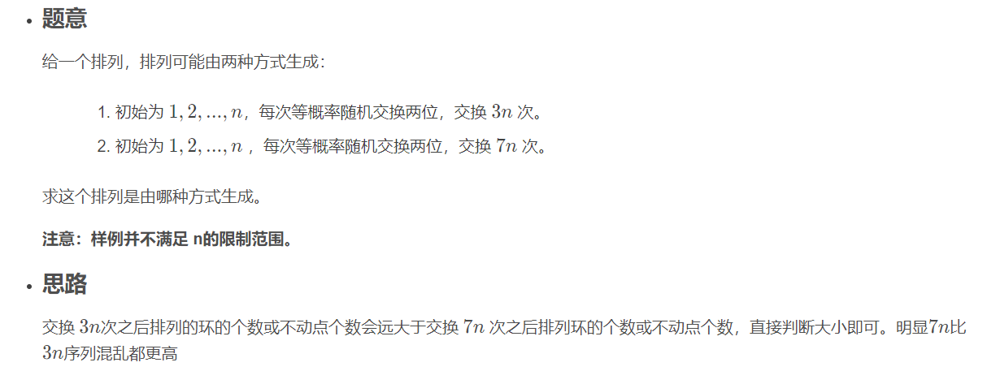 题意
给一个排列，排列可能由两种方式生成：
1. 初始为 1, 2, ..., n，每次等概率随机交换两位，交换 3n 次。
2. 初始为 1, 2, ..., n ，每次等概率随机交换两位，交换 7n 次。
求这个排列是由哪种方式生成。
注意：样例并不满足 n的限制范围。
思路
交换 3n次之后排列的环的个数或不动点个数会远大于交换 7n 次之后排列环的个数或不动点个数，直接判断大小即可。明显7n比
3n序列混乱都更高